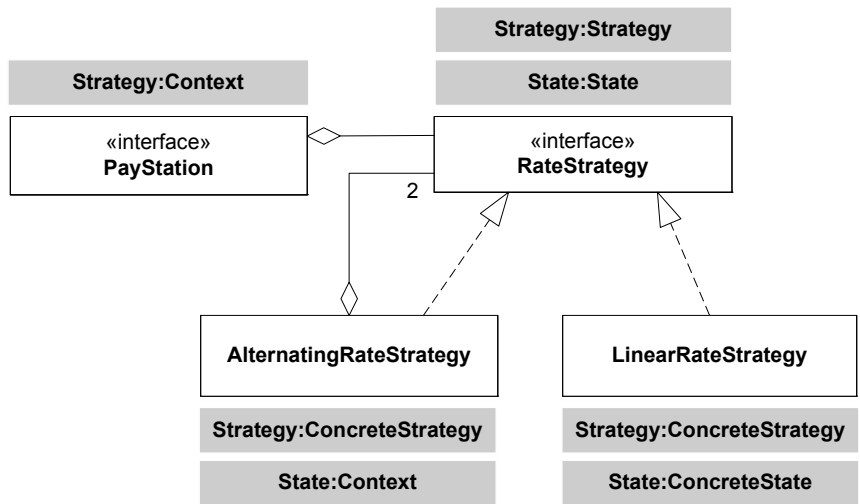 Strategy:Strategy
Strategy:Context
State:State
«interface»
PayStation
«interface»
RateStrategy
2
AlternatingRateStrategy
LinearRateStrategy
Strategy:ConcreteStrategy
Strategy:ConcreteStrategy
State:Context
State:ConcreteState